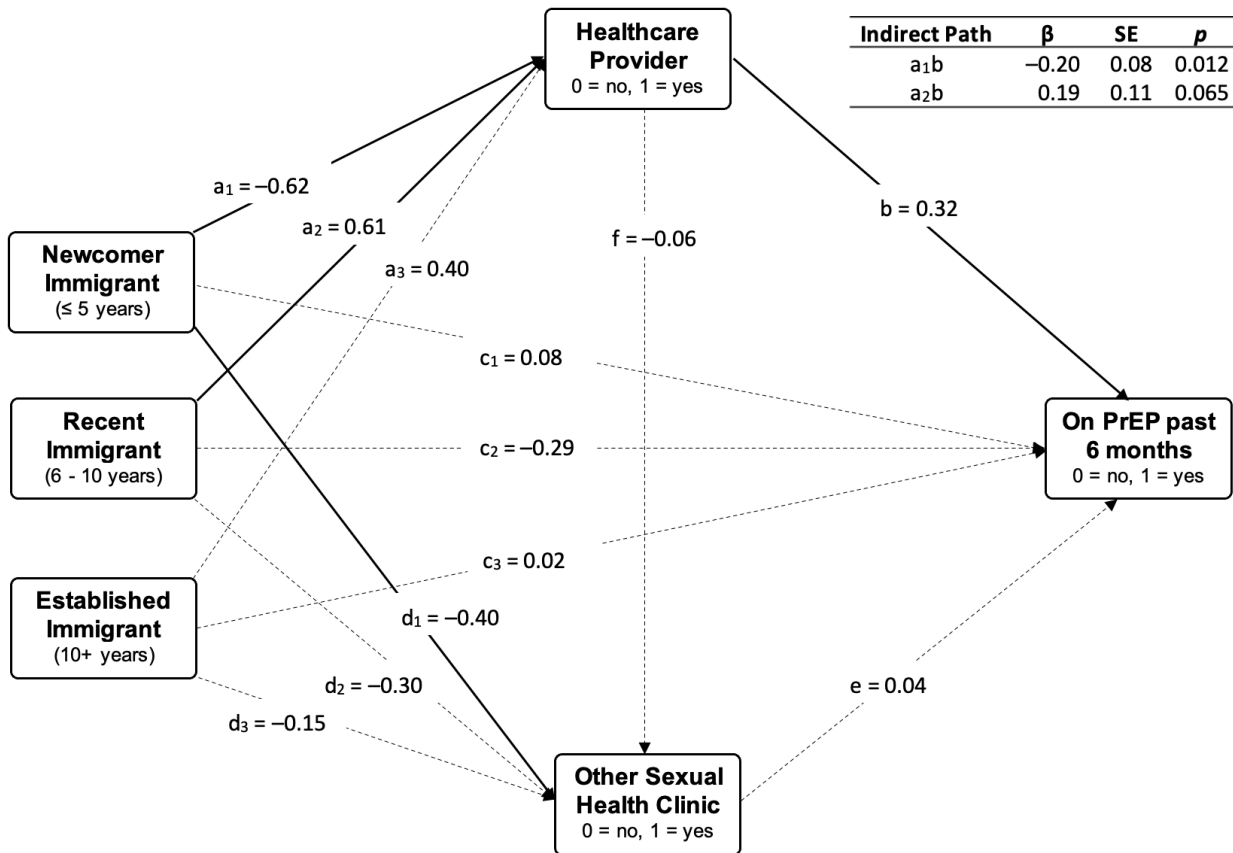 Healthcare
Provider
0 = no, 1 = yes
Indirect Path β SE p
a₁b –0.20 0.08 0.012
a₂b 0.19 0.11 0.065
a₁ = –0.62
a₂ = 0.61
b = 0.32
f = –0.06
a₃ = 0.40
Newcomer
Immigrant
(≤ 5 years)
c₁ = 0.08
Recent
Immigrant
(6 - 10 years)
c₂ = –0.29
On PrEP past
6 months
0 = no, 1 = yes
c₃ = 0.02
Established
Immigrant
(10+ years)
d₁ = –0.40
d₂ = –0.30
e = 0.04
d₃ = –0.15
Other Sexual
Health Clinic
0 = no, 1 = yes